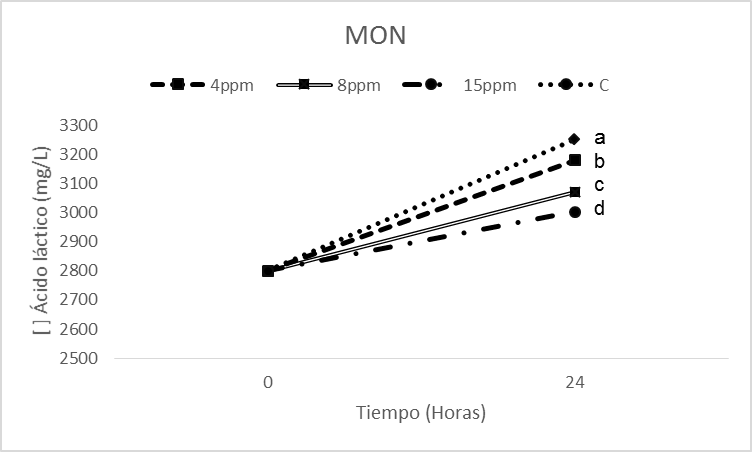 MON
4ppm 8ppm 15ppm C
3300
3200
3100
3000
2900
2800
2700
2600
2500
[ ] Ácido láctico (mg/L)
a
b
c
d
0 24
Tiempo (Horas)